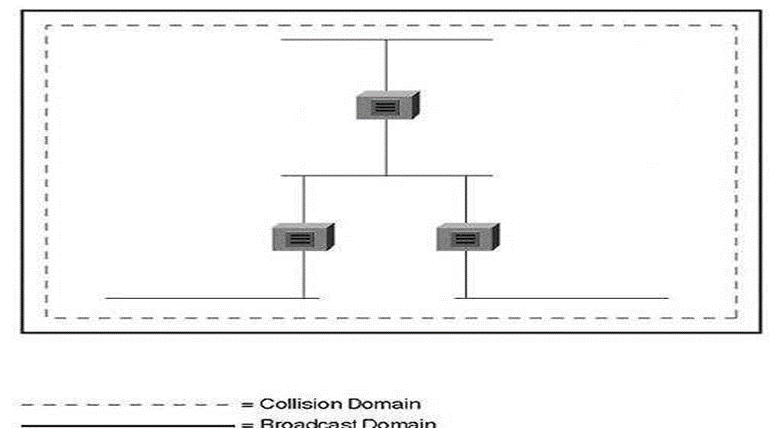 = Collision Domain
= Broadcast Domain